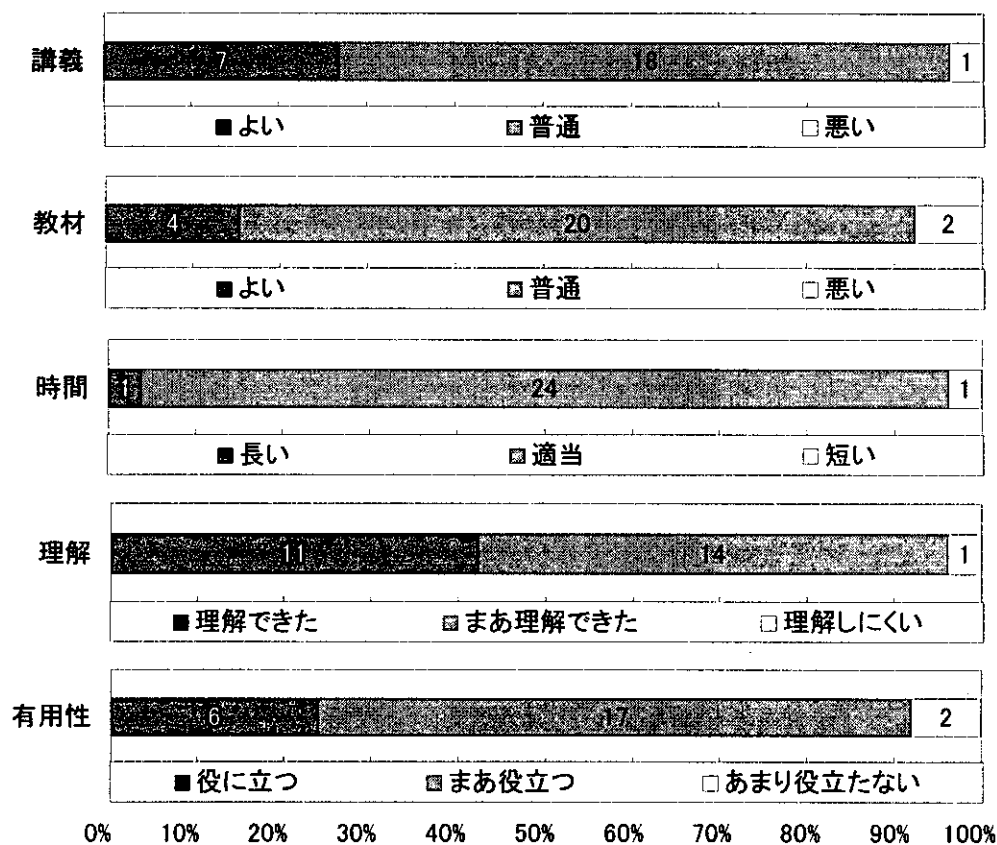 講義 7 18 1
■よい ■普通 □悪い
教材 4 20 2
■よい ■普通 □悪い
時間 1 24 1
■長い ■適当 □短い
理解 11 14 1
■理解できた ■まあ理解できた □理解しにくい
有用性 6 17 2
■役に立つ ■まあ役立つ □あまり役立たない
0% 10% 20% 30% 40% 50% 60% 70% 80% 90% 100%